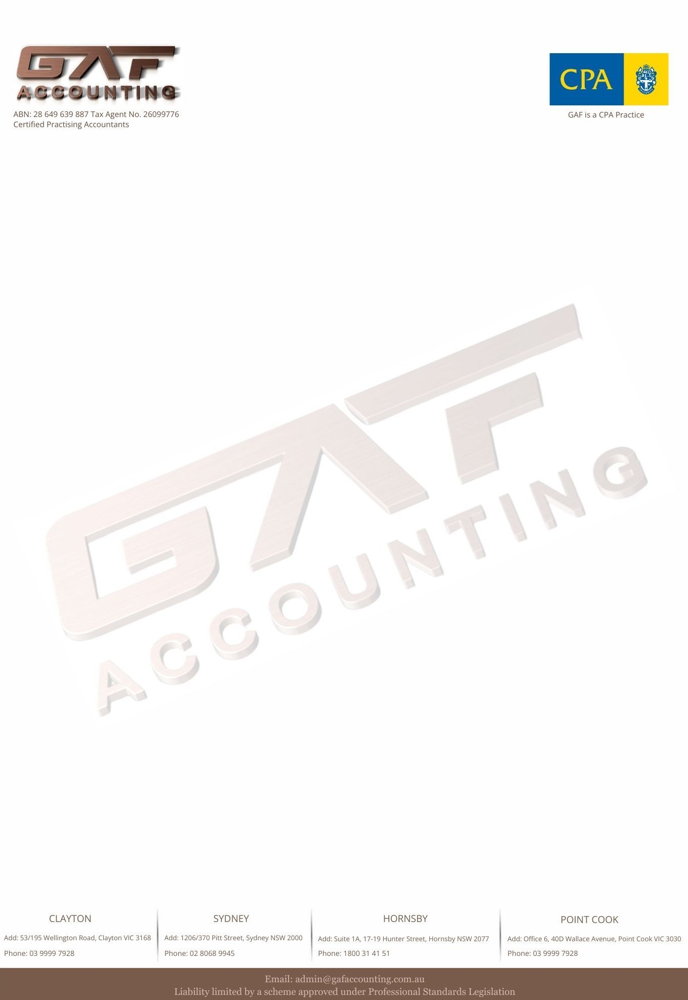 GAF
ACCOUNTING
ABN: 28 649 639 887 Tax Agent No. 26099776
Certified Practising Accountants
CPA
INTEGRITY
GAF is a CPA Practice
GAF
ACCOUNTING
CLAYTON
Add: 53/195 Wellington Road, Clayton VIC 3168
Phone: 03 9999 7928
SYDNEY
Add: 1206/370 Pitt Street, Sydney NSW 2000
Phone: 02 8068 9945
HORNSBY
Add: Suite 1A, 17-19 Hunter Street, Hornsby NSW 2077
Phone: 1800 31 41 51
POINT COOK
Add: Office 6, 40D Wallace Avenue, Point Cook VIC 3030
Phone: 03 9999 7928
Email: admin@gafaccounting.com.au
Liability limited by a scheme approved under Professional Standards Legislation